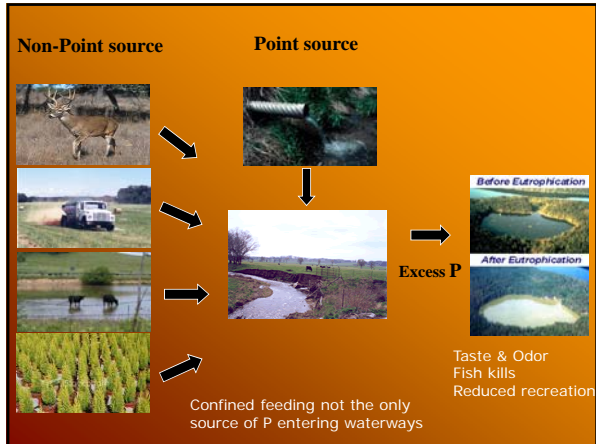 Non-Point source
Point source
Before Eutrophication
After Eutrophication
Excess P
Taste & Odor
Fish kills
Reduced recreation
Confined feeding not the only
source of P entering waterways